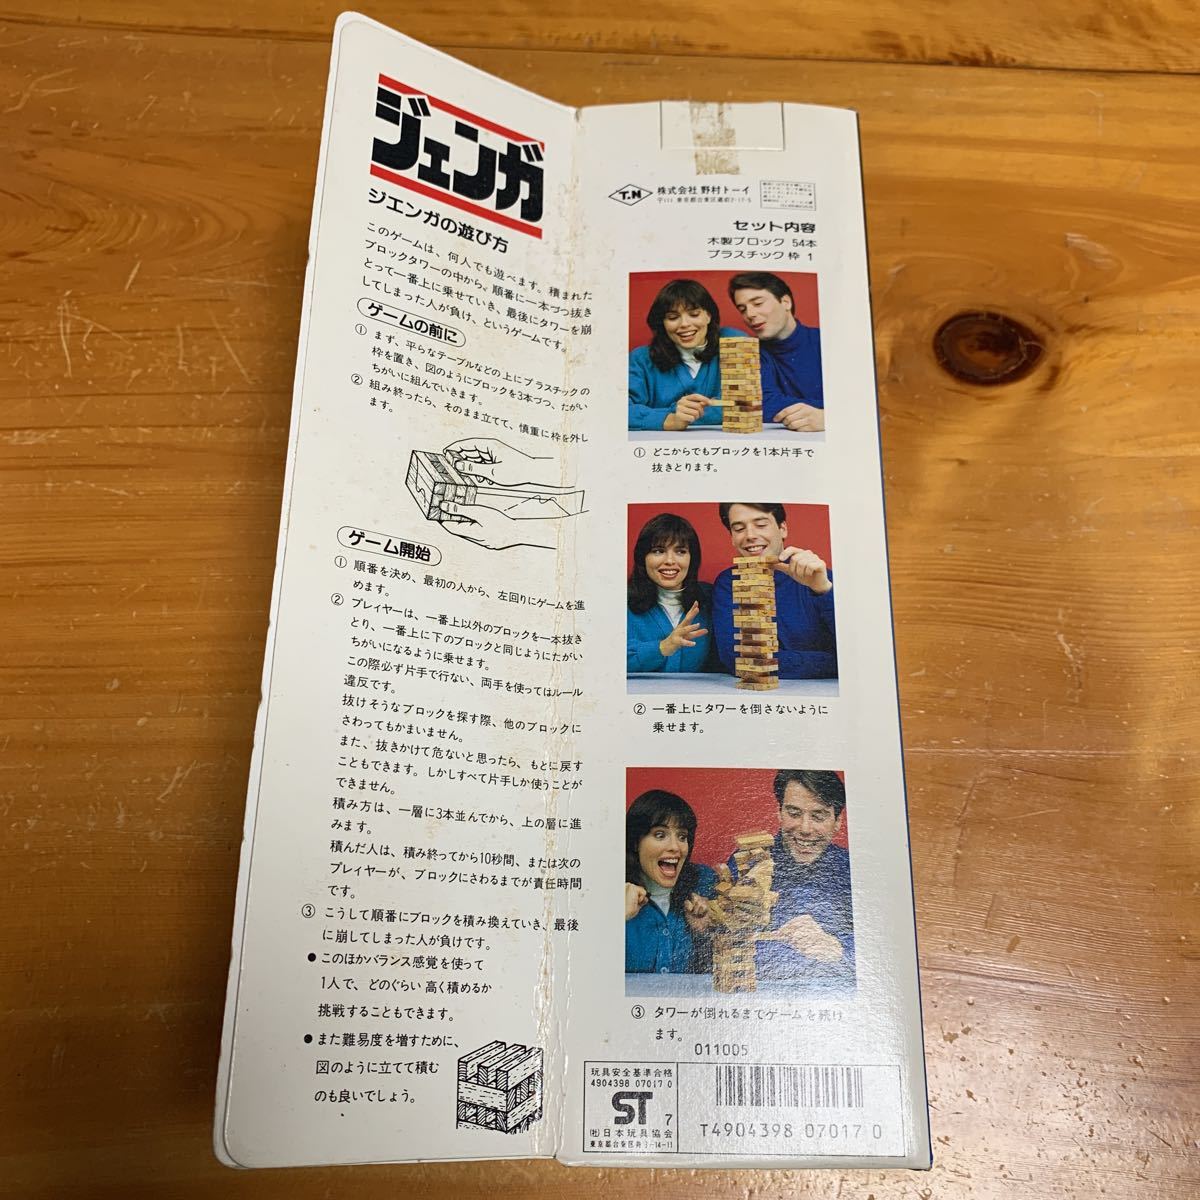 ジェンガ
ジエンガの遊び方
このゲームは、何人でも遊べます。積まれた
ブロックタワーの中から、順番に一本づつ抜き
とって一番上に乗せていき、最後にタワーを崩
してしまった人が負け、というゲームです。
ゲームの前に
① まず、平らなテーブルなどの上にプラスチックの
枠を置き、図のようにブロックを3本づつ、たがい
ちがいに組んでいきます。
② 組み終ったら、そのまま立てて、慎重に枠を外し
ます。
ゲーム開始
① 順番を決め、最初の人から、左回りにゲームを進
めます。
② プレイヤーは、一番上以外のブロックを一本抜き
とり、一番上に下のブロックと同じようにたがい
ちがいになるように乗せます。
この際必ず片手で行ない、両手を使ってはルール
違反です。
抜けそうなブロックを探す際、他のブロックに
さわってもかまいません。
また、抜きかけて危ないと思ったら、もとに戻す
こともできます。しかしすべて片手しか使うことが
できません。
積み方は、一層に3本並んでから、上の層に進
みます。
積んだ人は、積み終ってから10秒間、または次の
プレイヤーが、ブロックにさわるまでが責任時間
です。
③ こうして順番にブロックを積み換えていき、最後
に崩してしまった人が負けです。
● このほかバランス感覚を使って
1人で、どのぐらい高く積めるか
挑戦することもできます。
● また難易度を増すために、
図のように立てて積む
のも良いでしょう。
T.N 株式会社 野村トーイ
〒111 東京都台東区蔵前2-17-5
セット内容
木製ブロック 54本
プラスチック枠 1
① どこからでもブロックを1本片手で
抜きとります。
② 一番上にタワーを倒さないように
乗せます。
③ タワーが倒れるまでゲームを続け
ます。
011005
玩具安全基準合格
4904398 07017 0
ST 7
(社)日本玩具協会
T4904398 07017 0